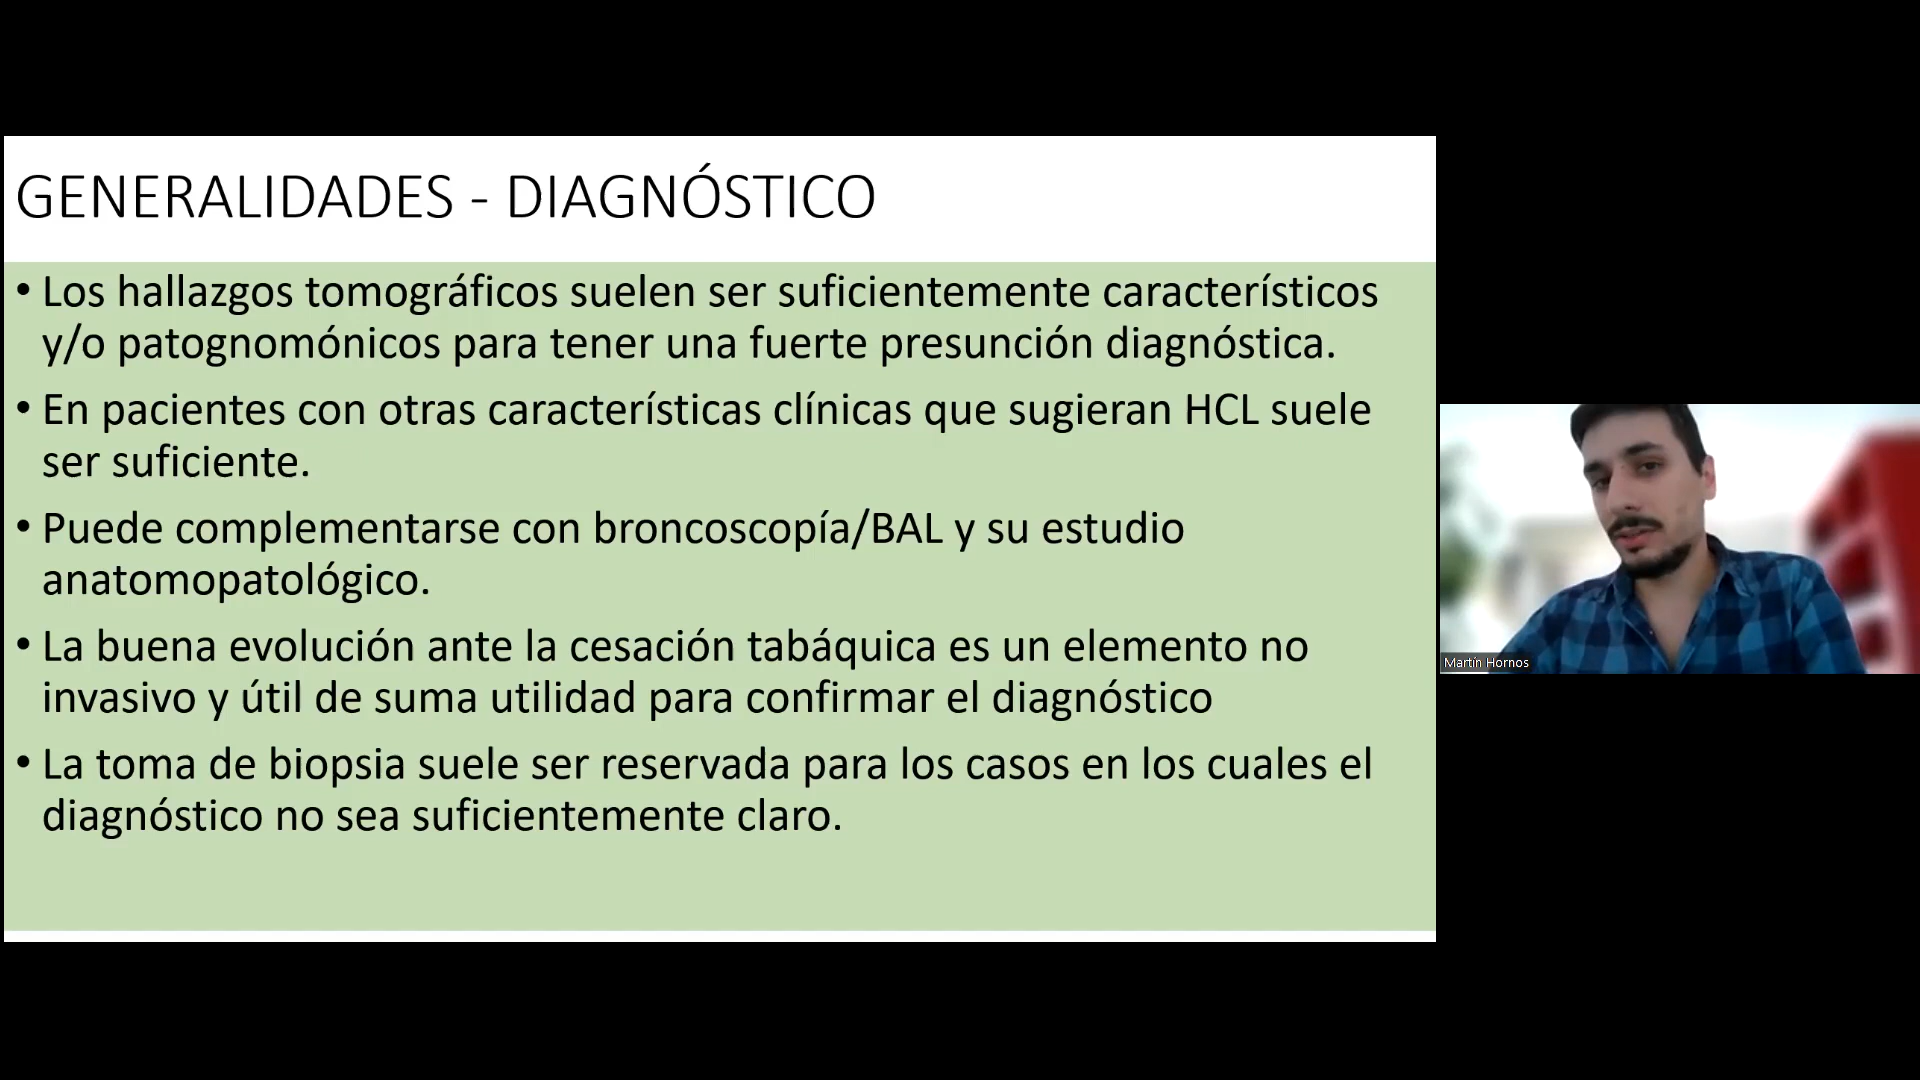 GENERALIDADES - DIAGNÓSTICO
• Los hallazgos tomográficos suelen ser suficientemente característicos
y/o patognomónicos para tener una fuerte presunción diagnóstica.
• En pacientes con otras características clínicas que sugieran HCL suele
ser suficiente.
• Puede complementarse con broncoscopía/BAL y su estudio
anatomopatológico.
• La buena evolución ante la cesación tabáquica es un elemento no
invasivo y útil de suma utilidad para confirmar el diagnóstico
• La toma de biopsia suele ser reservada para los casos en los cuales el
diagnóstico no sea suficientemente claro.
Martín Hornos